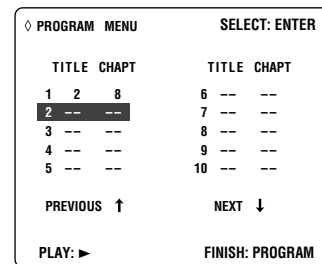 ◊ PROGRAM MENU SELECT: ENTER
TITLE CHAPT TITLE CHAPT
1 2 8 6 -- --
2 -- -- 7 -- --
3 -- -- 8 -- --
4 -- -- 9 -- --
5 -- -- 10 -- --
PREVIOUS ↑ NEXT ↓
PLAY: ► FINISH: PROGRAM